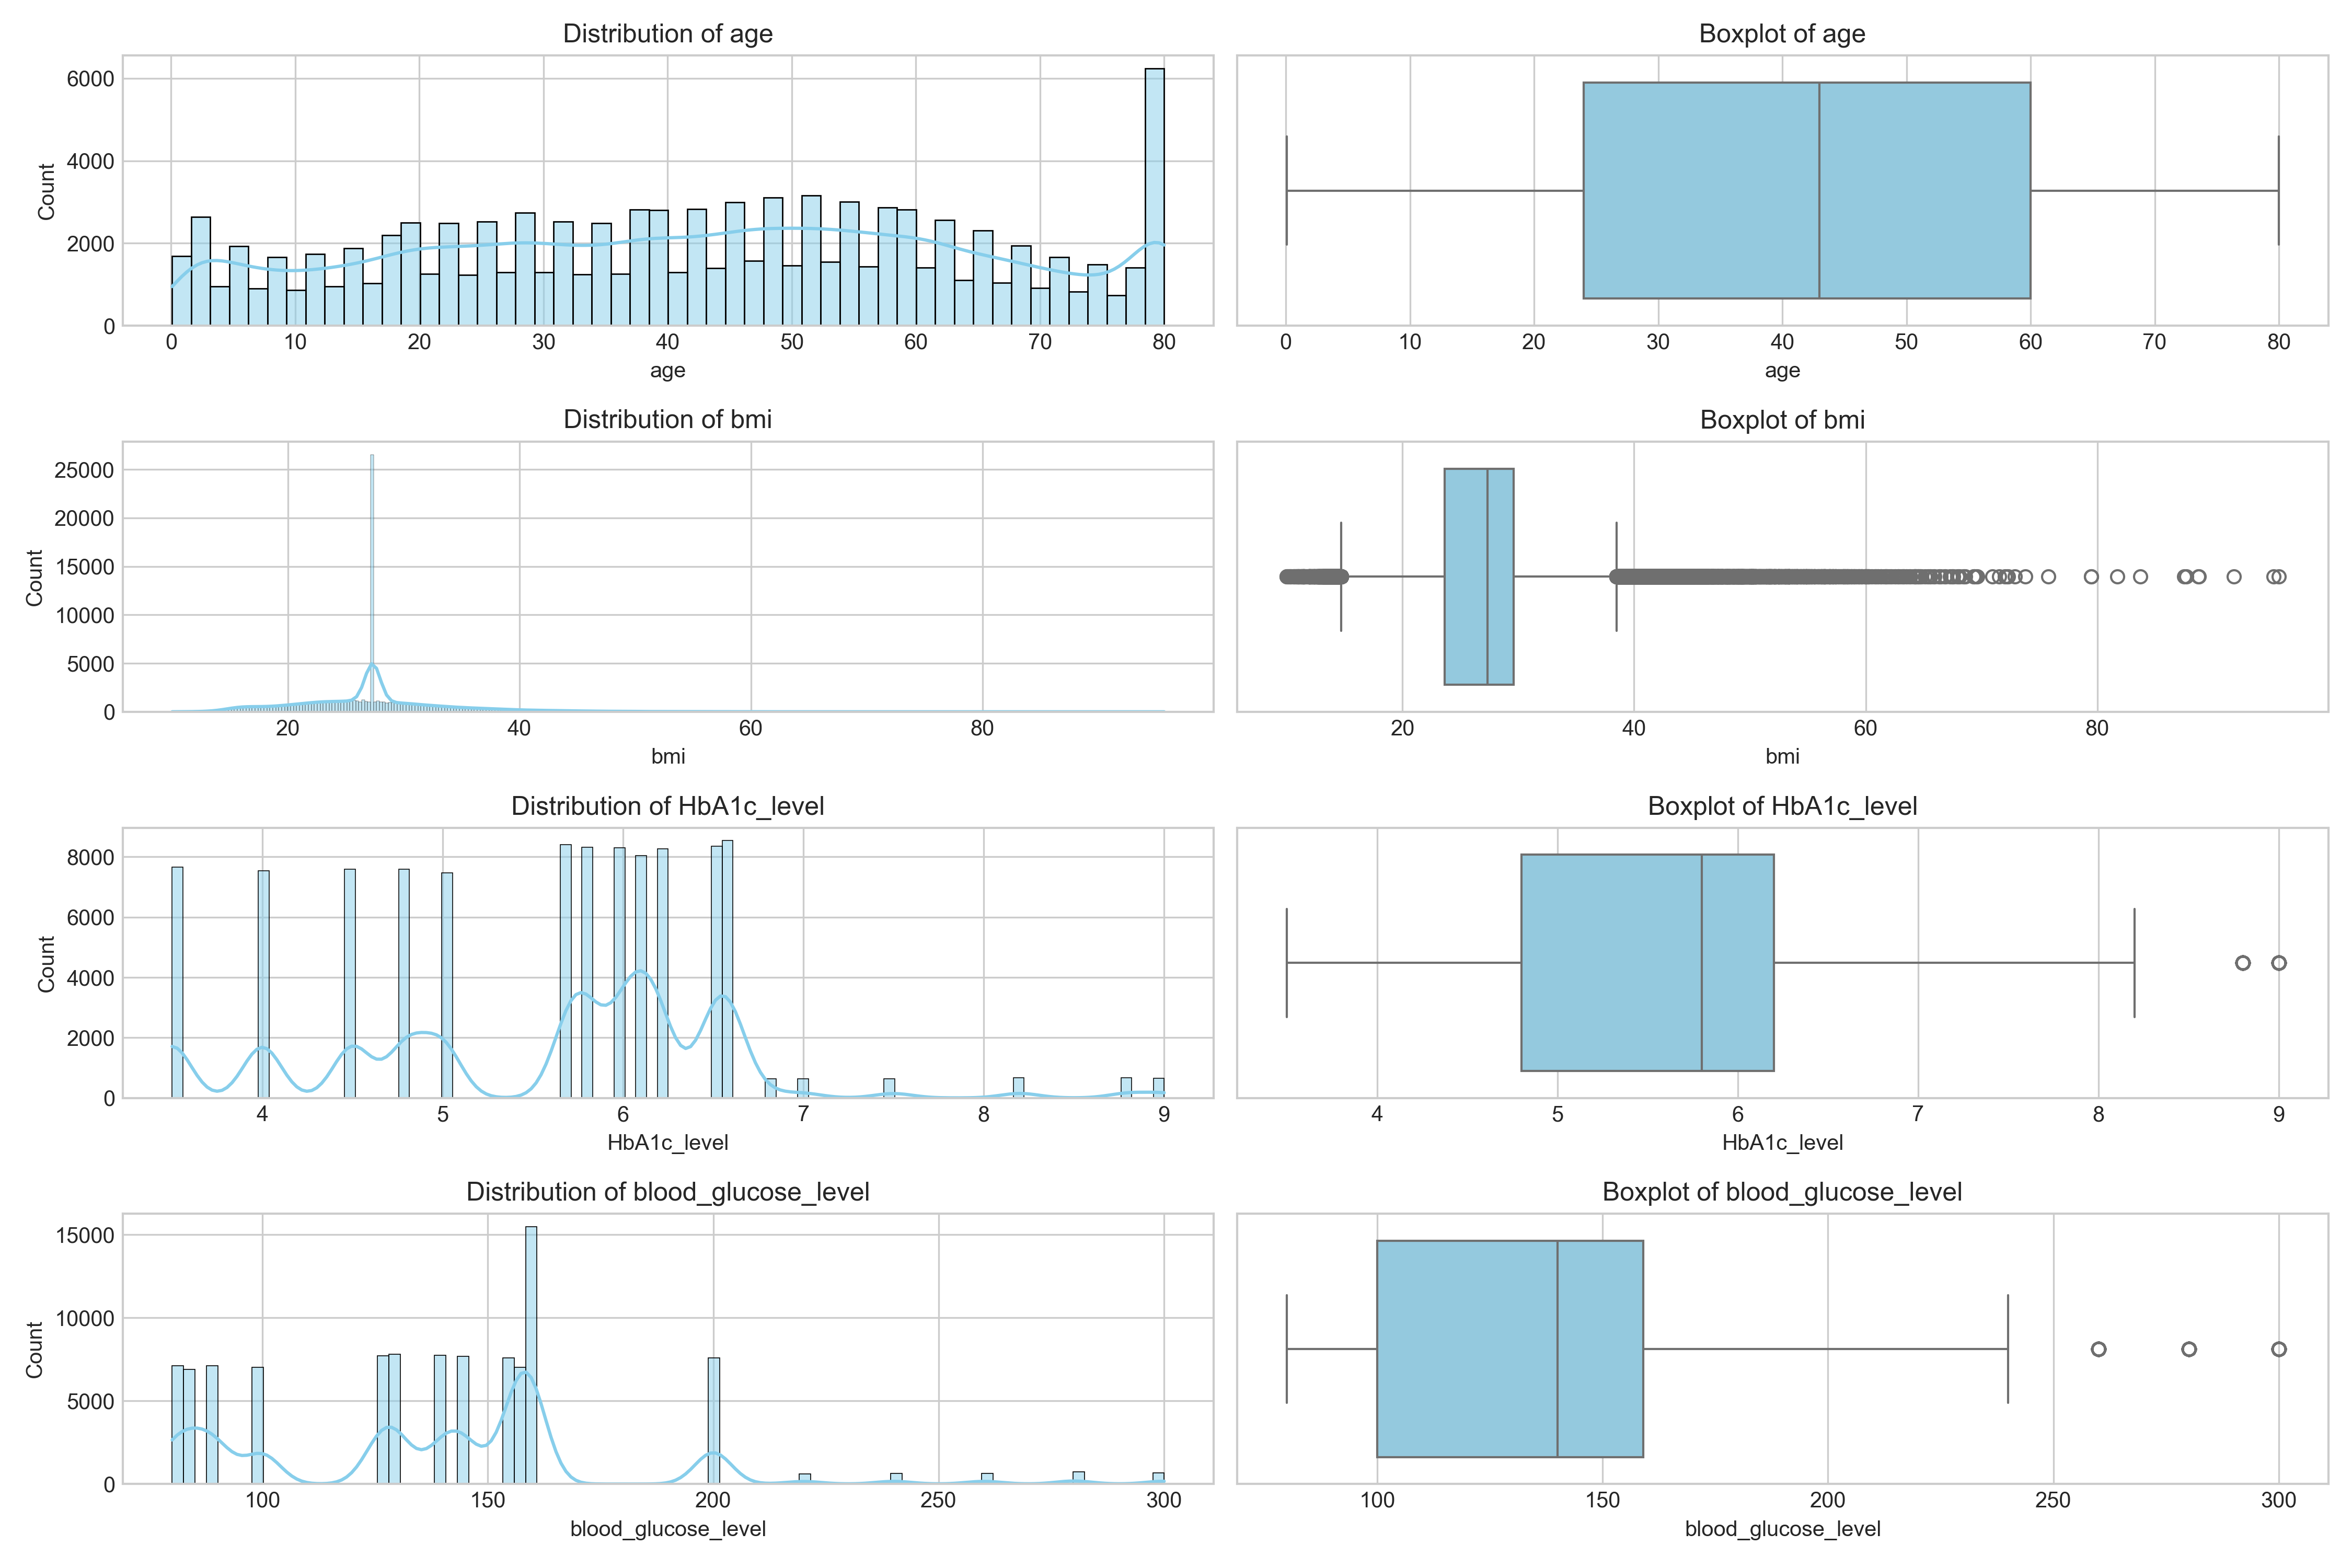 Distribution of age
Boxplot of age
Count
6000
4000
2000
0
0 10 20 30 40 50 60 70 80
age
0 10 20 30 40 50 60 70 80
age
Distribution of bmi
Boxplot of bmi
Count
25000
20000
15000
10000
5000
0
20 40 60 80
bmi
20 40 60 80
bmi
Distribution of HbA1c_level
Boxplot of HbA1c_level
Count
8000
6000
4000
2000
0
4 5 6 7 8 9
HbA1c_level
4 5 6 7 8 9
HbA1c_level
Distribution of blood_glucose_level
Boxplot of blood_glucose_level
Count
15000
10000
5000
0
100 150 200 250 300
blood_glucose_level
100 150 200 250 300
blood_glucose_level